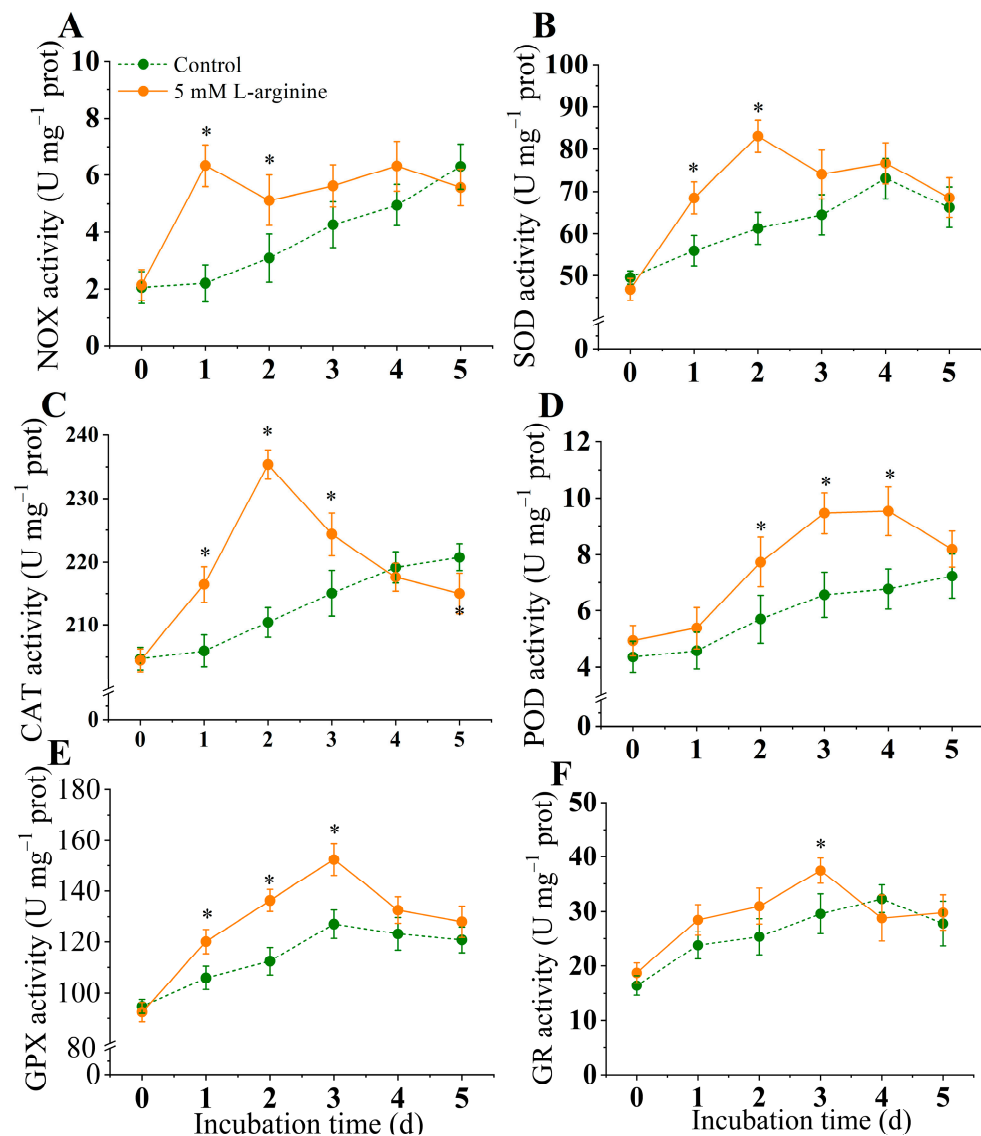 A
NOX activity (U mg⁻¹ prot)
10
8
6
4
2
0
Control
5 mM L-arginine
*
*
0 1 2 3 4 5
B
SOD activity (U mg⁻¹ prot)
100
90
80
70
60
50
0
*
*
0 1 2 3 4 5
C
CAT activity (U mg⁻¹ prot)
240
230
220
210
0
*
*
*
*
0 1 2 3 4 5
D
POD activity (U mg⁻¹ prot)
12
10
8
6
4
0
*
*
*
0 1 2 3 4 5
E
GPX activity (U mg⁻¹ prot)
180
160
140
120
100
80
0
*
*
*
0 1 2 3 4 5
Incubation time (d)
F
GR activity (U mg⁻¹ prot)
50
40
30
20
10
0
*
0 1 2 3 4 5
Incubation time (d)